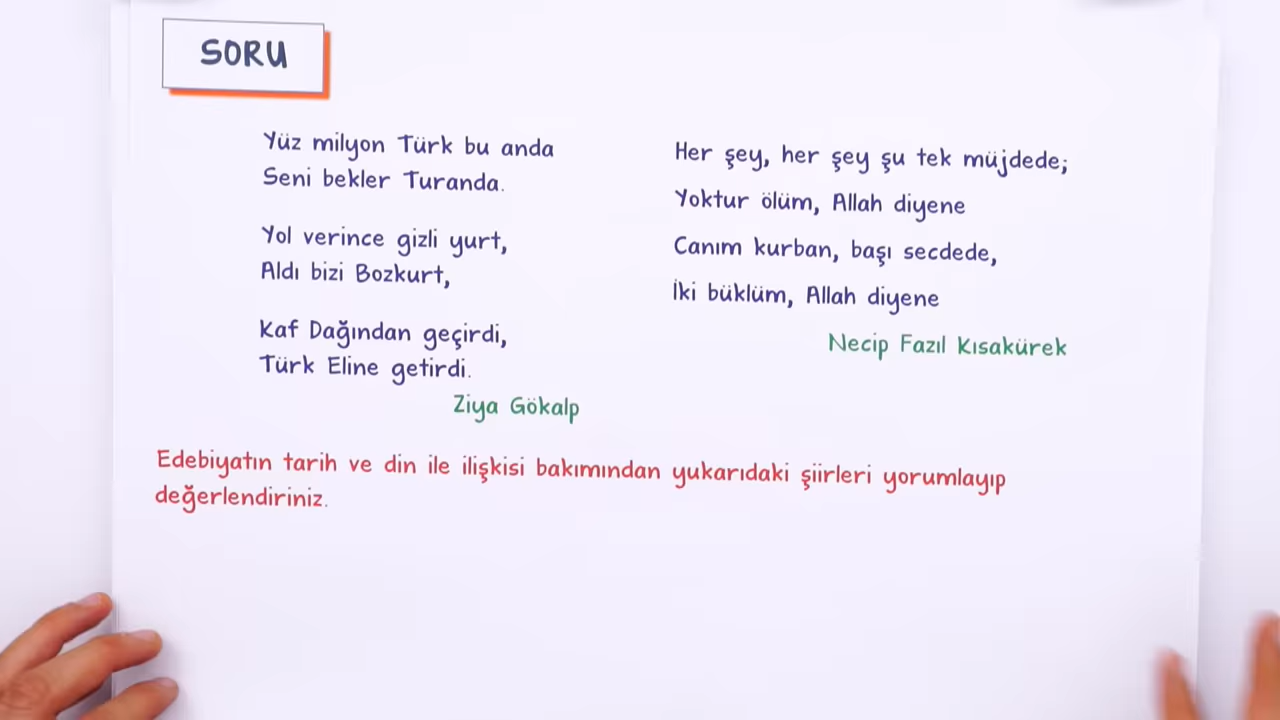 SORU
Yüz milyon Türk bu anda
Seni bekler Turanda.
Yol verince gizli yurt,
Aldı bizi Bozkurt,
Kaf Dağından geçirdi,
Türk Eline getirdi.
Ziya Gökalp
Her şey, her şey şu tek müjdede;
Yoktur ölüm, Allah diyene
Canım kurban, başı secdede,
İki büklüm, Allah diyene
Necip Fazıl Kısakürek
Edebiyatın tarih ve din ile ilişkisi bakımından yukarıdaki şiirleri yorumlayıp
değerlendiriniz.